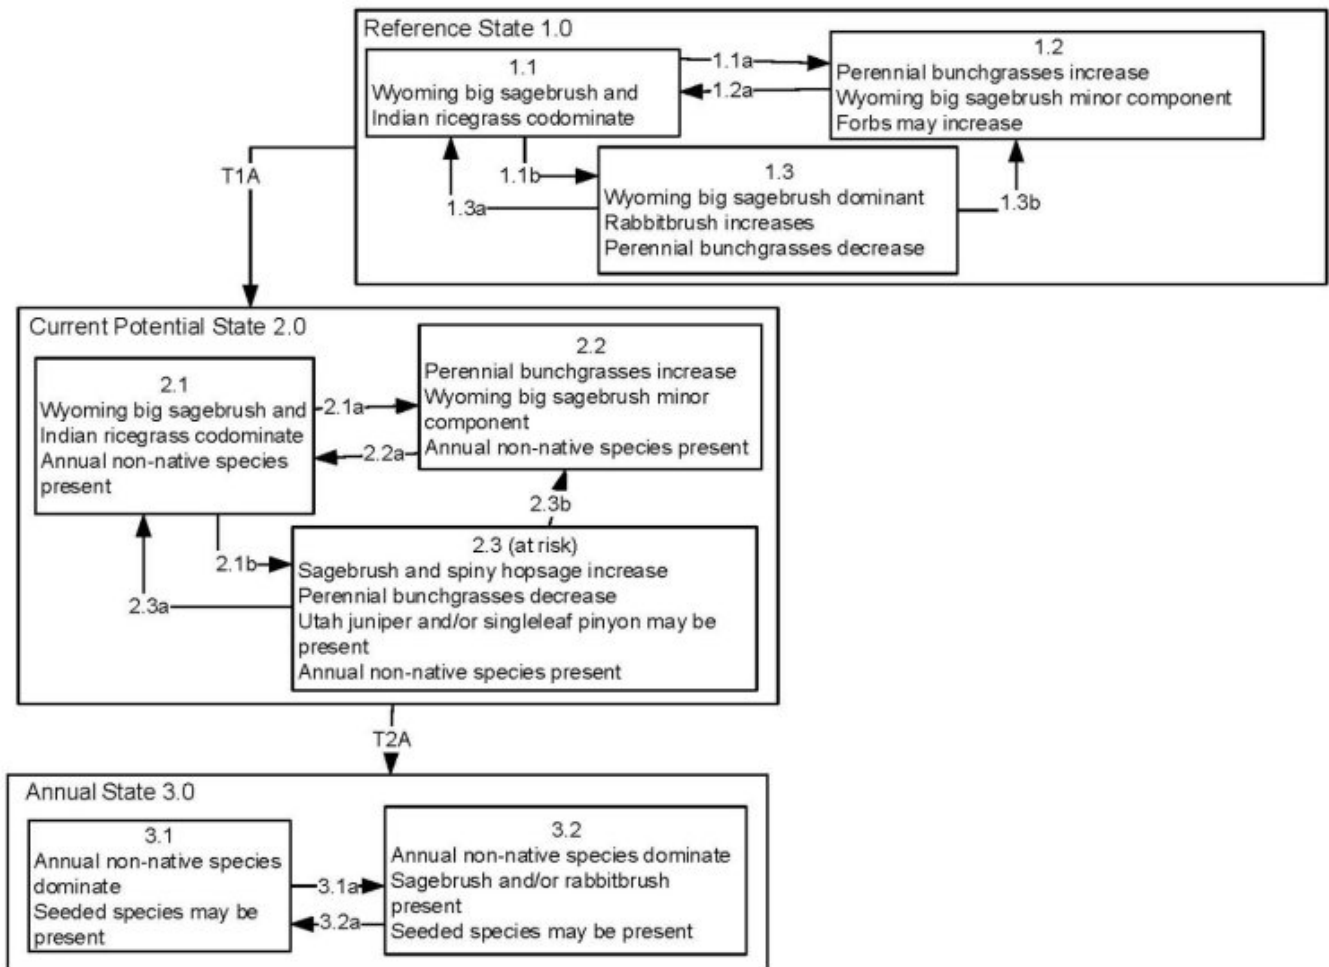 Reference State 1.0
1.1
Wyoming big sagebrush and
Indian ricegrass codominate
1.1a
1.2a
1.2
Perennial bunchgrasses increase
Wyoming big sagebrush minor component
Forbs may increase
1.1b
1.3a
1.3
Wyoming big sagebrush dominant
Rabbitbrush increases
Perennial bunchgrasses decrease
1.3b
T1A
Current Potential State 2.0
2.1
Wyoming big sagebrush and
Indian ricegrass codominate
Annual non-native species
present
2.1a
2.2a
2.2
Perennial bunchgrasses increase
Wyoming big sagebrush minor
component
Annual non-native species present
2.3b
2.1b
2.3a
2.3 (at risk)
Sagebrush and spiny hopsage increase
Perennial bunchgrasses decrease
Utah juniper and/or singleleaf pinyon may be
present
Annual non-native species present
T2A
Annual State 3.0
3.1
Annual non-native species
dominate
Seeded species may be
present
3.1a
3.2a
3.2
Annual non-native species dominate
Sagebrush and/or rabbitbrush
present
Seeded species may be present